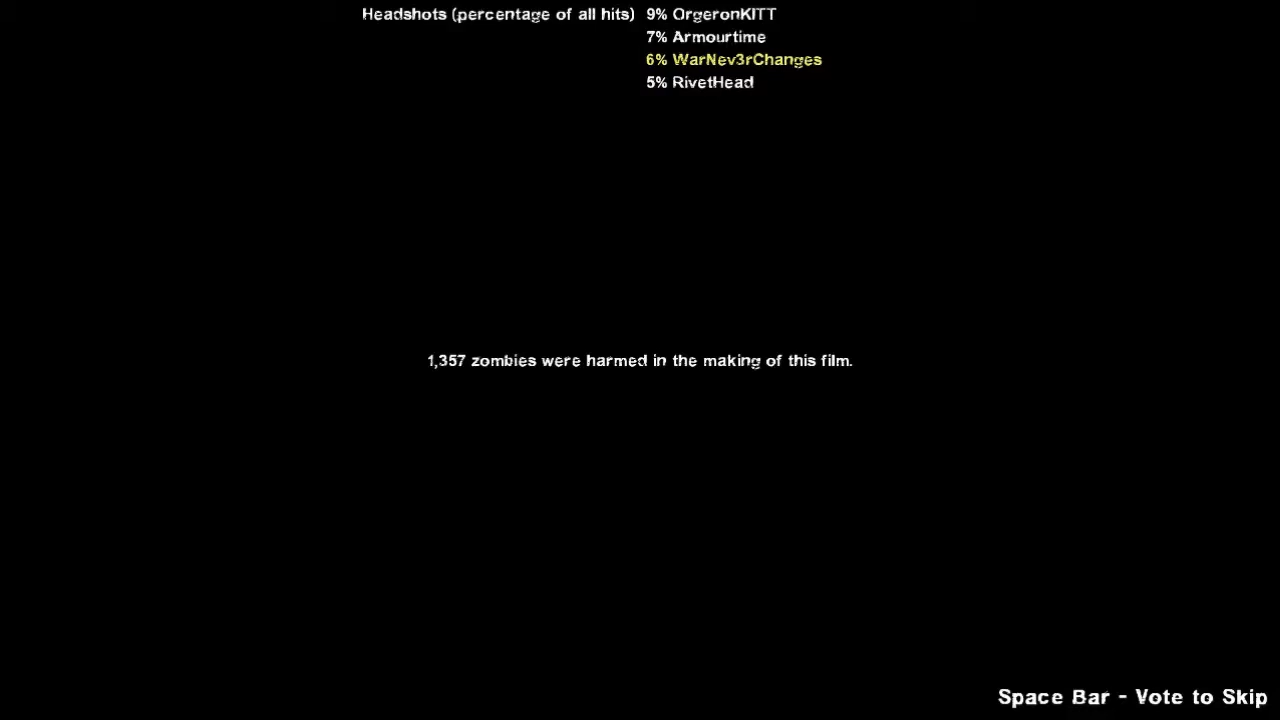 Headshots (percentage of all hits) 9% OrgeronKITT
7% Armourtime
6% WarNev3rChanges
5% RivetHead
1,357 zombies were harmed in the making of this film.
Space Bar - Vote to Skip